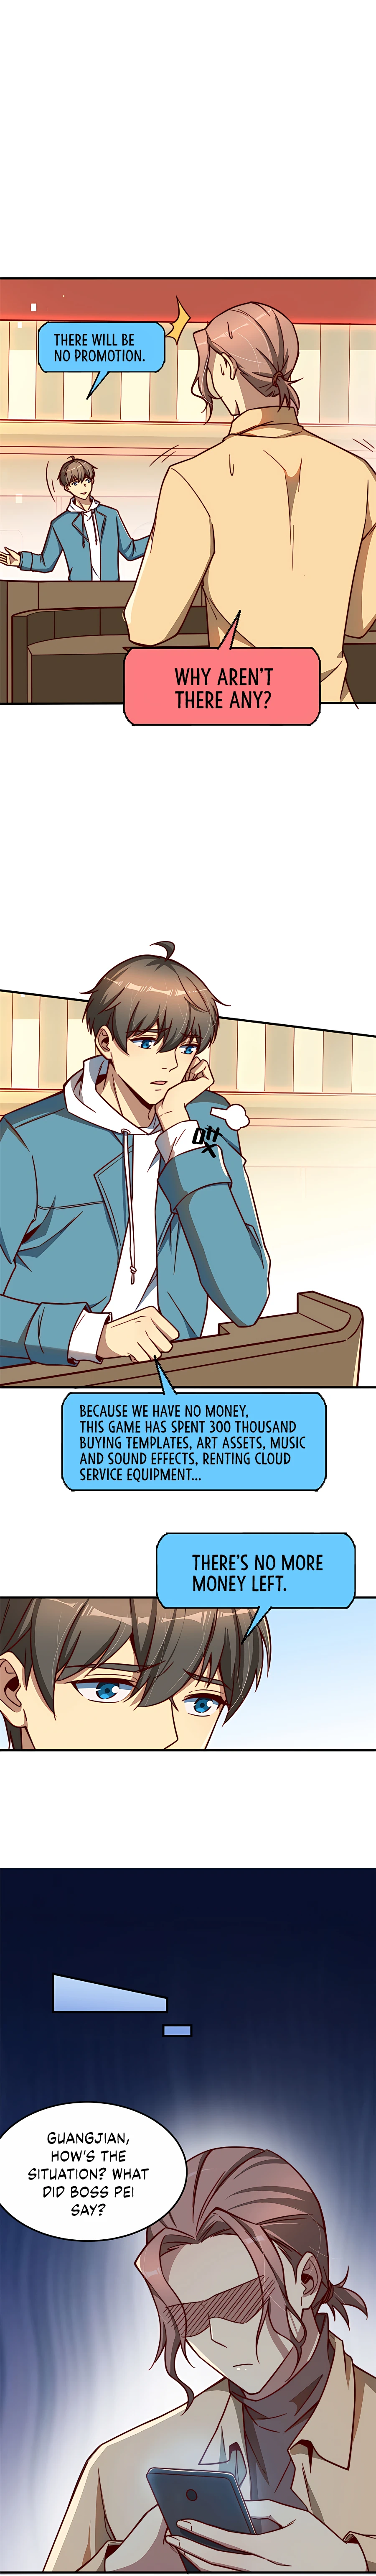 THERE WILL BE
NO PROMOTION.
WHY AREN'T
THERE ANY?
BECAUSE WE HAVE NO MONEY,
THIS GAME HAS SPENT 300 THOUSAND
BUYING TEMPLATES, ART ASSETS, MUSIC
AND SOUND EFFECTS, RENTING CLOUD
SERVICE EQUIPMENT...
THERE'S NO MORE
MONEY LEFT.
GUANGJIAN,
HOW'S THE
SITUATION? WHAT
DID BOSS PEI
SAY?